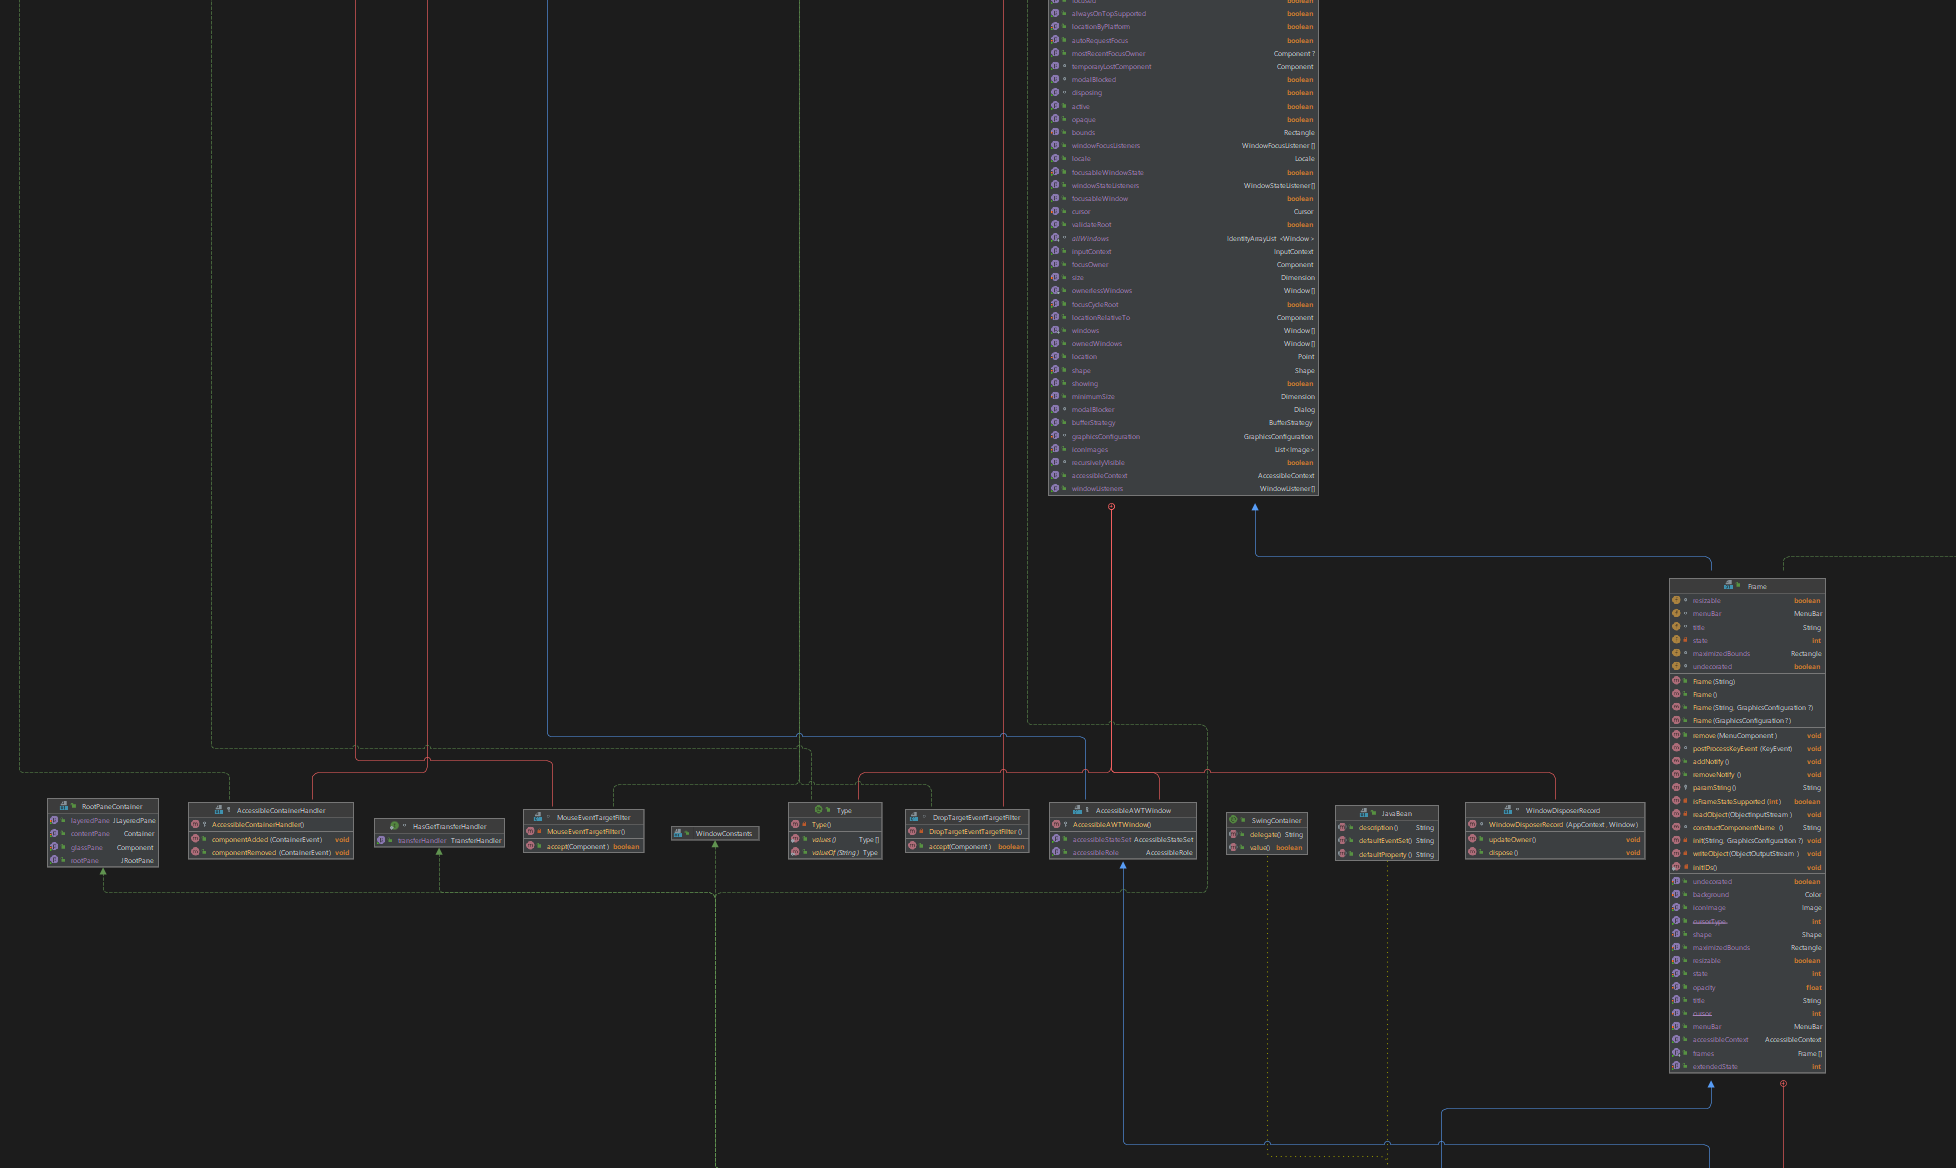 focused boolean
alwaysOnTopSupported boolean
locationByPlatform boolean
autoRequestFocus boolean
mostRecentFocusOwner Component ?
temporaryLostComponent Component
modalBlocked boolean
disposing boolean
active boolean
opaque boolean
bounds Rectangle
windowFocusListeners WindowFocusListener []
locale Locale
focusableWindowState boolean
windowStateListeners WindowStateListener []
focusableWindow boolean
cursor Cursor
validateRoot boolean
allWindows IdentityArrayList <Window >
inputContext InputContext
focusOwner Component
size Dimension
ownerlessWindows Window []
focusCycleRoot boolean
locationRelativeTo Component
windows Window []
ownedWindows Window []
location Point
shape Shape
showing boolean
minimumSize Dimension
modalBlocker Dialog
bufferStrategy BufferStrategy
graphicsConfiguration GraphicsConfiguration
iconImages List<Image>
recursivelyVisible boolean
accessibleContext AccessibleContext
windowListeners WindowListener []
Frame
resizable boolean
menuBar MenuBar
title String
state int
maximizedBounds Rectangle
undecorated boolean
Frame (String)
Frame ()
Frame (String, GraphicsConfiguration ?)
Frame (GraphicsConfiguration ?)
remove (MenuComponent ) void
postProcessKeyEvent (KeyEvent) void
addNotify () void
removeNotify () void
paramString () String
isFrameStateSupported (int ) boolean
readObject (ObjectInputStream ) void
constructComponentName () String
init(String, GraphicsConfiguration ?) void
writeObject (ObjectOutputStream ) void
initIDs() void
undecorated boolean
background Color
iconImage Image
cursorType int
shape Shape
maximizedBounds Rectangle
resizable boolean
state int
opacity float
title String
cursor int
menuBar MenuBar
accessibleContext AccessibleContext
frames Frame []
extendedState int
RootPaneContainer
layeredPane JLayeredPane
contentPane Container
glassPane Component
rootPane JRootPane
AccessibleContainerHandler
AccessibleContainerHandler()
componentAdded (ContainerEvent) void
componentRemoved (ContainerEvent) void
HasGetTransferHandler
transferHandler TransferHandler
MouseEventTargetFilter
MouseEventTargetFilter()
accept(Component ) boolean
WindowConstants
Type
Type()
values () Type []
valueOf (String ) Type
DropTargetEventTargetFilter
DropTargetEventTargetFilter ()
accept(Component ) boolean
AccessibleAWTWindow
AccessibleAWTWindow()
accessibleStateSet AccessibleStateSet
accessibleRole AccessibleRole
SwingContainer
delegate() String
value() boolean
JavaBean
description() String
defaultEventSet() String
defaultProperty () String
WindowDisposerRecord
WindowDisposerRecord (AppContext, Window )
updateOwner() void
dispose() void